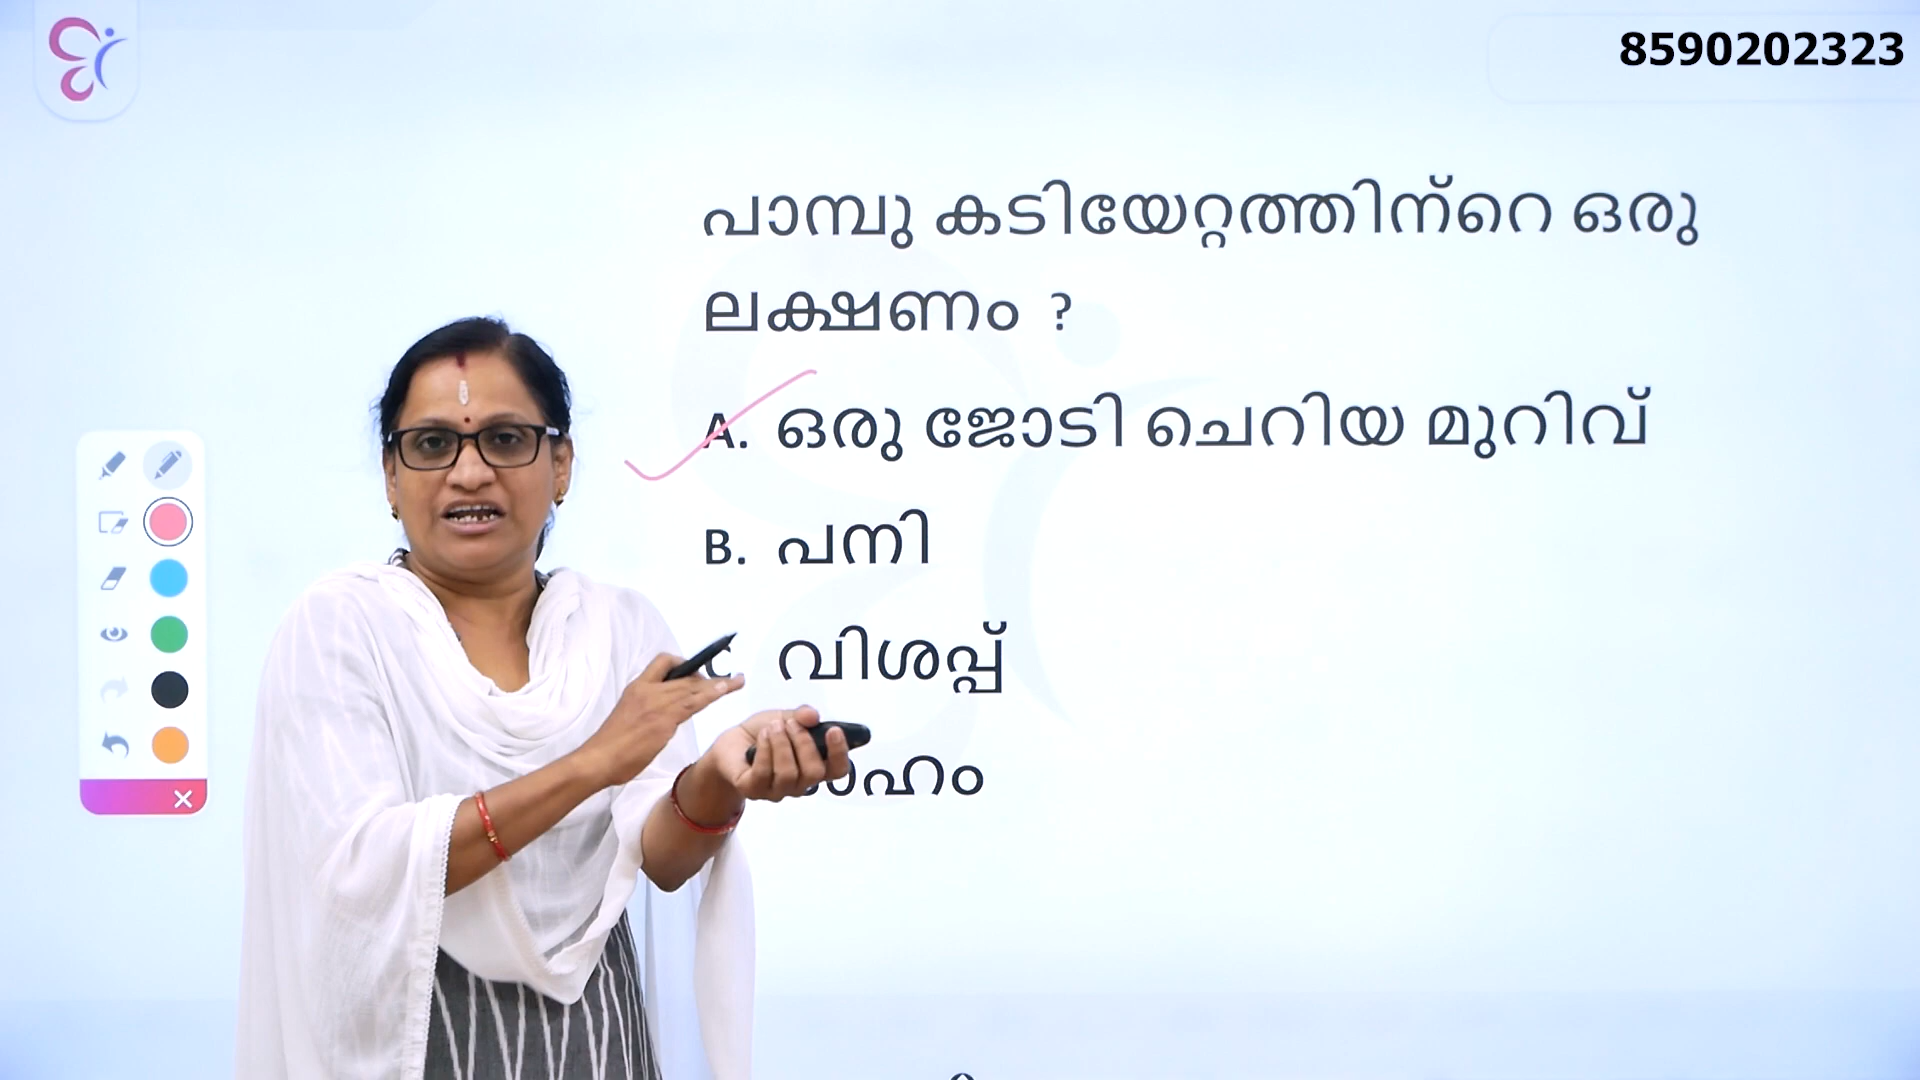 8590202323
പാമ്പു കടിയേറ്റത്തിന്റെ ഒരു
ലക്ഷണം ?
A. ഒരു ജോടി ചെറിയ മുറിവ്
B. പനി
C. വിശപ്പ്